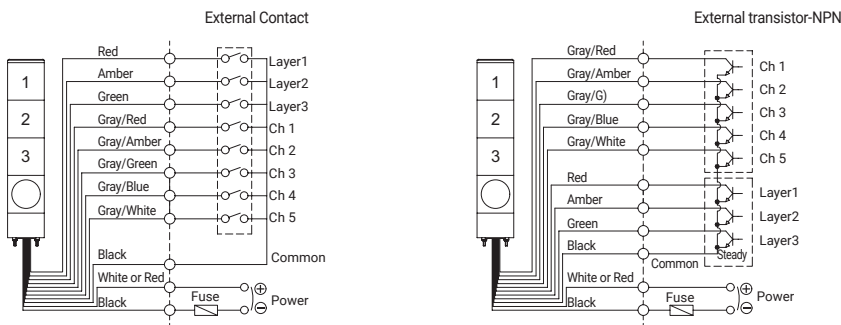 External Contact
1
2
3
Red
Amber
Green
Gray/Red
Gray/Amber
Gray/Green
Gray/Blue
Gray/White
Black
White or Red
Black
Fuse
Layer1
Layer2
Layer3
Ch 1
Ch 2
Ch 3
Ch 4
Ch 5
Common
Power
External transistor-NPN
1
2
3
Gray/Red
Gray/Amber
Gray/G)
Gray/Blue
Gray/White
Red
Amber
Green
Black
White or Red
Black
Common
Fuse
Ch 1
Ch 2
Ch 3
Ch 4
Ch 5
Layer1
Layer2
Layer3
Steady
Power